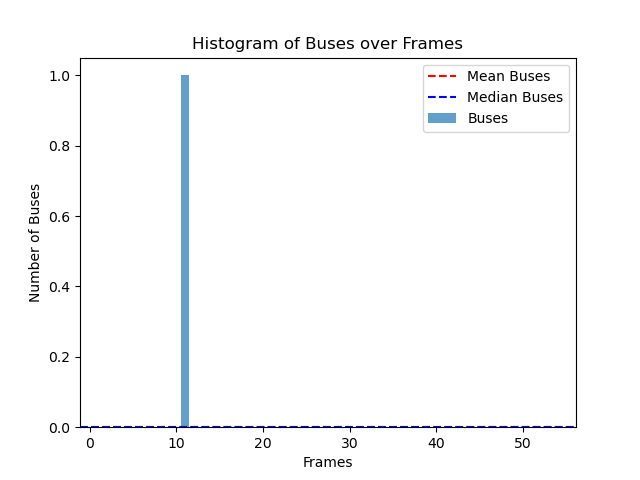 Histogram of Buses over Frames
Mean Buses
Median Buses
Buses
1.0
0.8
0.6
0.4
0.2
0.0
Number of Buses
0 10 20 30 40 50
Frames